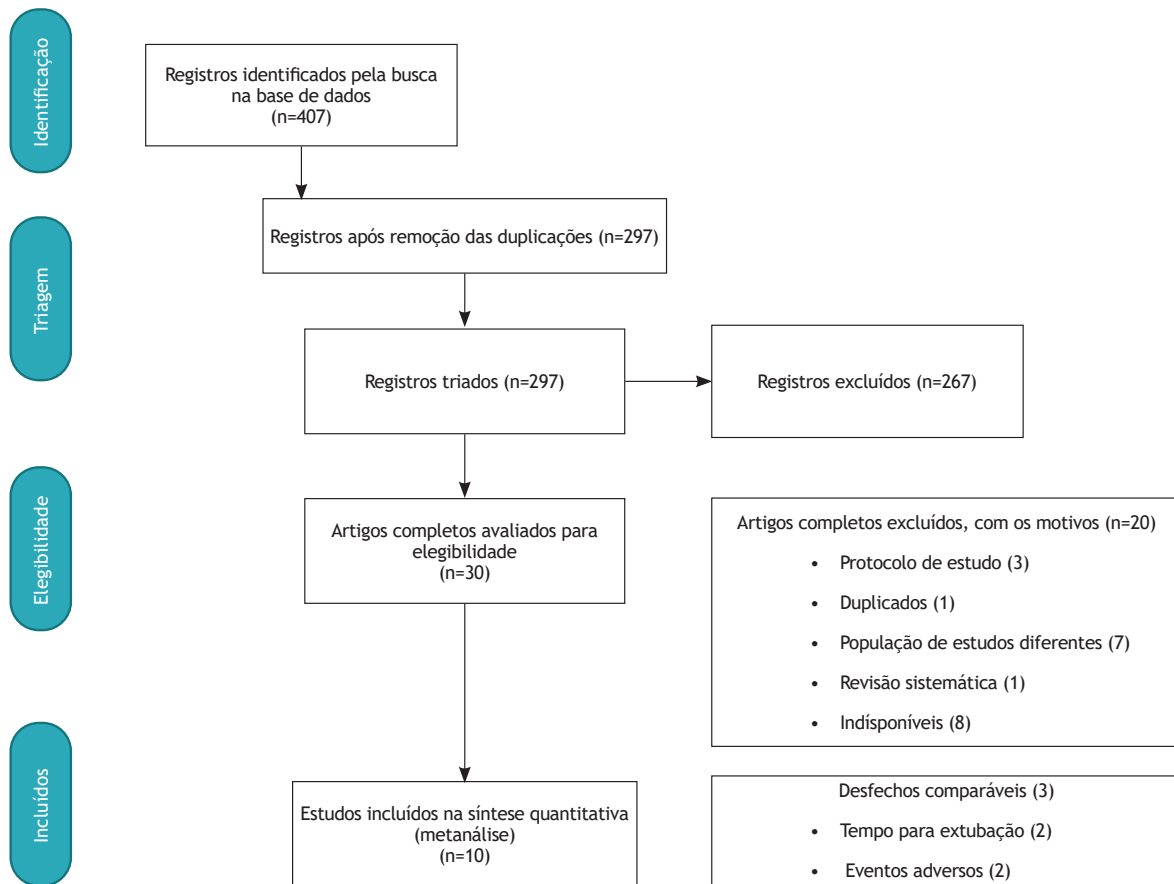 Identificação
Registros identificados pela busca
na base de dados
(n=407)
Registros após remoção das duplicações (n=297)
Triagem
Registros triados (n=297)
Registros excluídos (n=267)
Elegibilidade
Artigos completos avaliados para
elegibilidade
(n=30)
Artigos completos excluídos, com os motivos (n=20)
• Protocolo de estudo (3)
• Duplicados (1)
• População de estudos diferentes (7)
• Revisão sistemática (1)
• Indísponíveis (8)
Incluídos
Estudos incluídos na síntese quantitativa
(metanálise)
(n=10)
Desfechos comparáveis (3)
• Tempo para extubação (2)
• Eventos adversos (2)